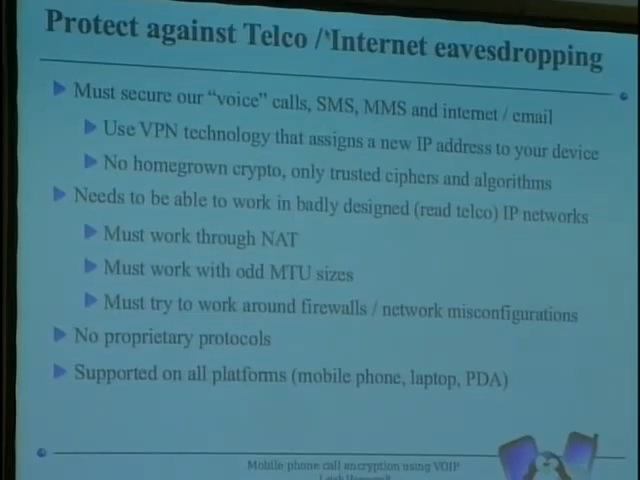 Protect against Telco / Internet eavesdropping
Must secure our “voice” calls, SMS, MMS and internet / email
Use VPN technology that assigns a new IP address to your device
No homegrown crypto, only trusted ciphers and algorithms
Needs to be able to work in badly designed (read telco) IP networks
Must work through NAT
Must work with odd MTU sizes
Must try to work around firewalls / network misconfigurations
No proprietary protocols
Supported on all platforms (mobile phone, laptop, PDA)
Mobile phone call encryption using VOIP